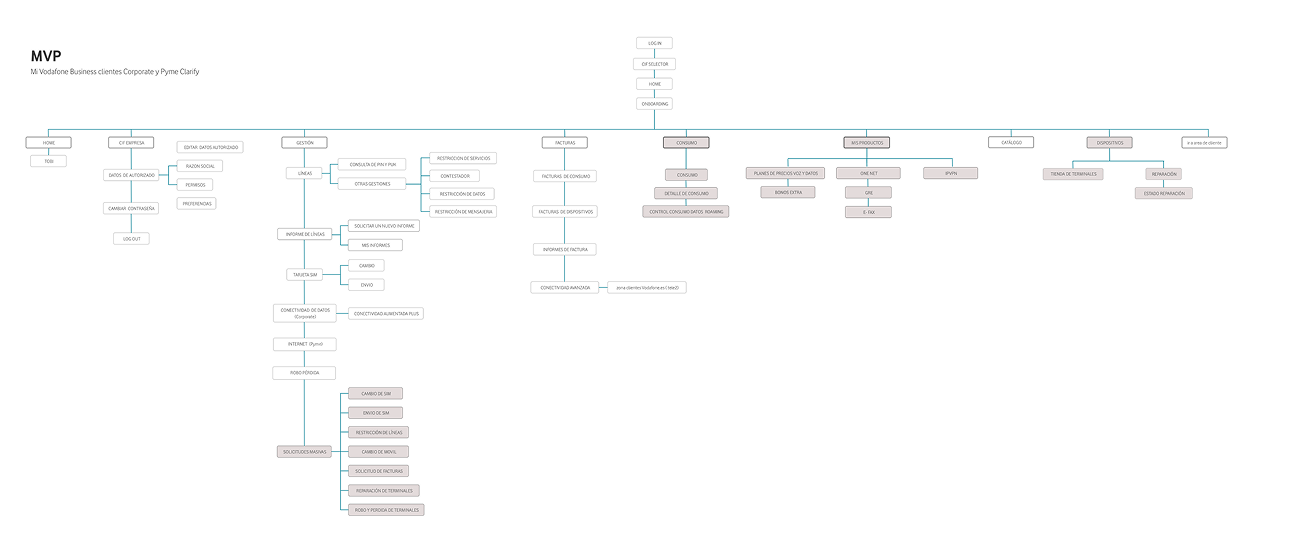 MVP
Mi Vodafone Business clientes Corporate y Pyme Clarify
LOG IN
CIF SELECTOR
HOME
ONBOARDING
HOME
TOBI
CIF EMPRESA
DATOS DE AUTORIZADO
EDITAR DATOS AUTORIZADO
RAZON SOCIAL
PERMISOS
PREFERENCIAS
CAMBIAR CONTRASEÑA
LOG OUT
GESTIÓN
LÍNEAS
CONSULTA DE PIN Y PUK
OTRAS GESTIONES
RESTRICCIÓN DE SERVICIOS
CONTESTADOR
RESTRICCIÓN DE DATOS
RESTRICCIÓN DE MENSAJERIA
INFORME DE LÍNEAS
SOLICITAR UN NUEVO INFORME
MIS INFORMES
TARJETA SIM
CAMBIO
ENVIO
CONECTIVIDAD DE DATOS
(Corporate)
CONECTIVIDAD AUMENTADA PLUS
INTERNET (Pyme)
ROBO PÉRDIDA
SOLICITUDES MASIVAS
CAMBIO DE SIM
ENVIO DE SIM
RESTRICCIÓN DE LÍNEAS
CAMBIO DE MOVIL
SOLICITUD DE FACTURAS
REPARACIÓN DE TERMINALES
ROBO Y PERDIDA DE TERMINALES
FACTURAS
FACTURAS DE CONSUMO
FACTURAS DE DISPOSITIVOS
INFORMES DE FACTURA
CONECTIVIDAD AVANZADA
CONSUMO
CONSUMO
DETALLE DE CONSUMO
CONTROL CONSUMO DATOS ROAMING
MIS PRODUCTOS
PLANES DE PRECIOS VOZ Y DATOS
BONOS EXTRA
ONE NET
GRE
E- FAX
IPVPN
CATÁLOGO
DISPOSITIVOS
TIENDA DE TERMINALES
REPARACIÓN
ESTADO REPARACIÓN
ir a area de cliente